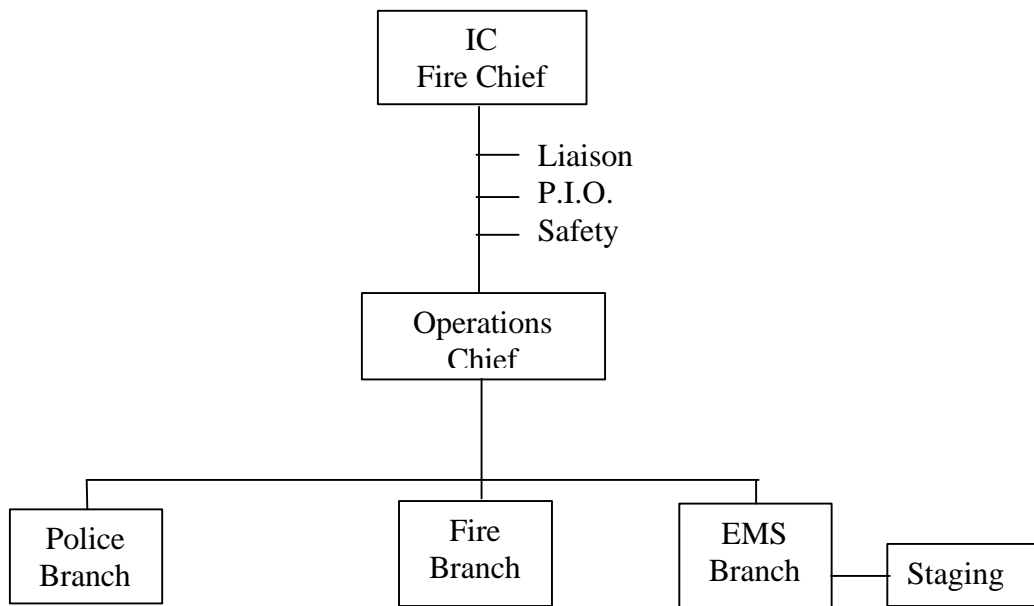 IC
Fire Chief
Liaison
P.I.O.
Safety
Operations
Chief
Police
Branch
Fire
Branch
EMS
Branch
Staging